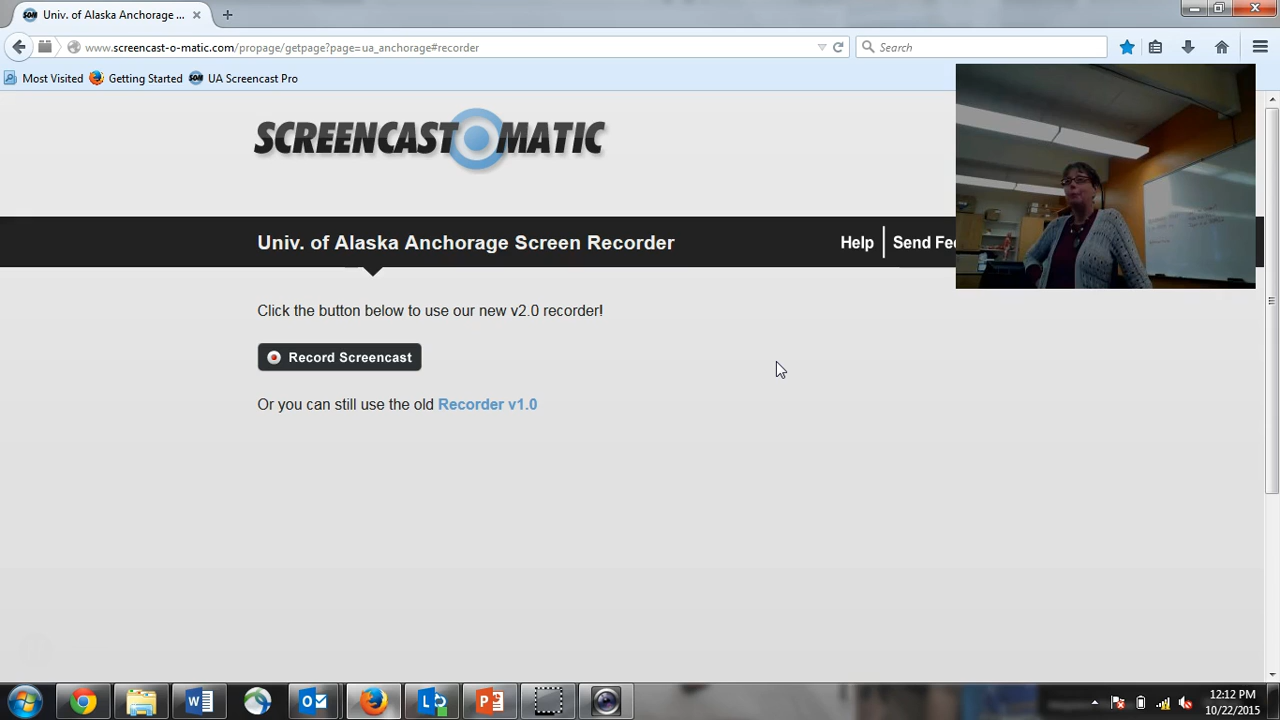 Univ. of Alaska Anchorage ...
www.screencast-o-matic.com/propage/getpage?page=ua_anchorage#recorder
Search
Most Visited
Getting Started
UA Screencast Pro
SCREENCAST O MATIC
Univ. of Alaska Anchorage Screen Recorder
Help
Send Fee
Click the button below to use our new v2.0 recorder!
Record Screencast
Or you can still use the old Recorder v1.0
12:12 PM
10/22/2015